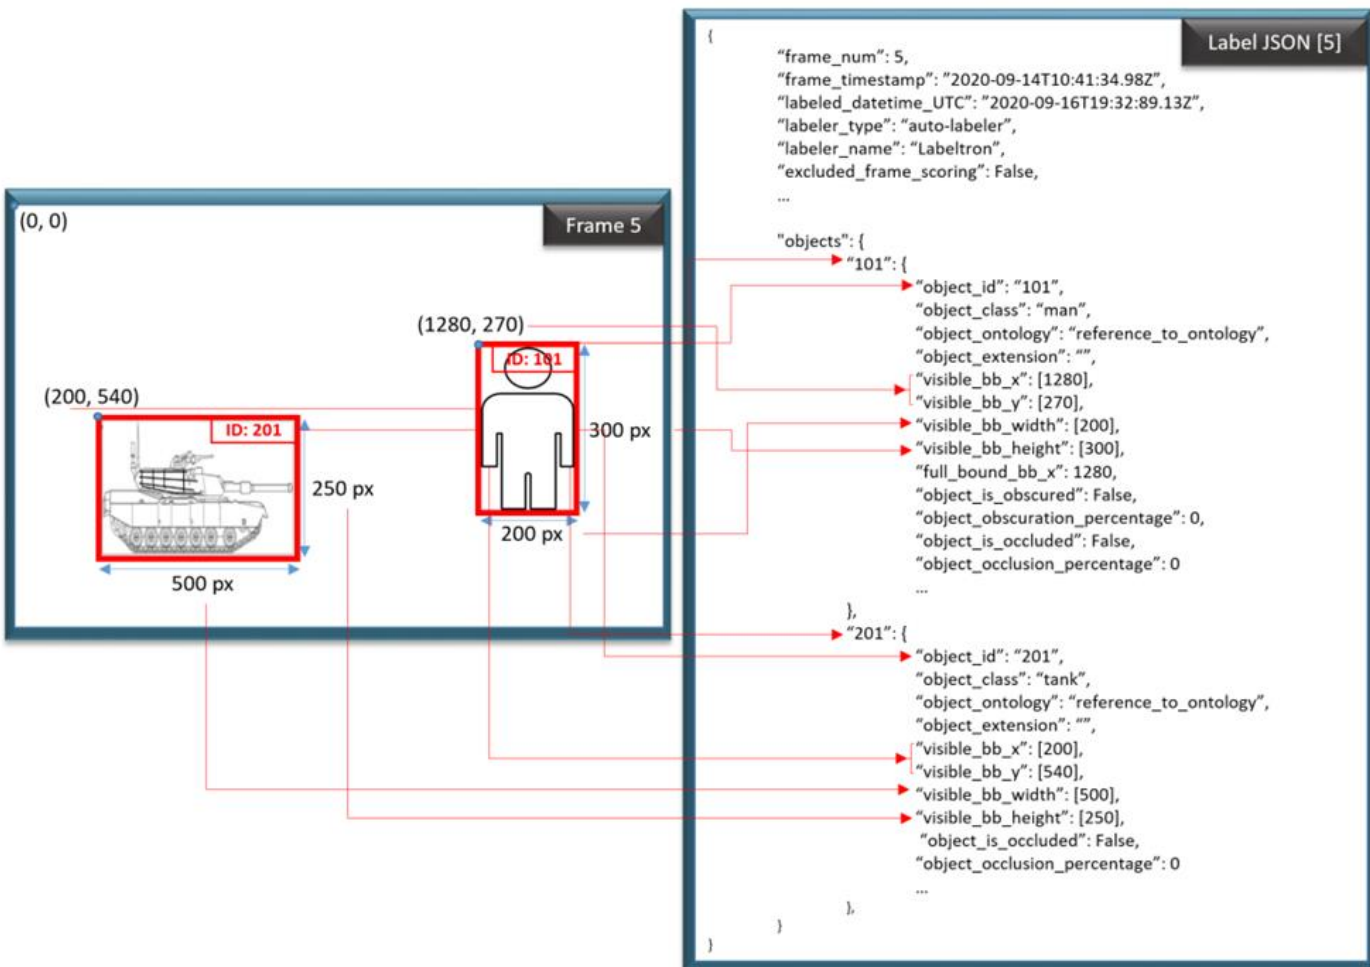 (0, 0)
Frame 5
(1280, 270)
ID: 101
(200, 540)
ID: 201
300 px
250 px
200 px
500 px
Label JSON [5]
{
“frame_num”: 5,
“frame_timestamp”: “2020-09-14T10:41:34.98Z”,
“labeled_datetime_UTC”: “2020-09-16T19:32:89.13Z”,
“labeler_type”: “auto-labeler”,
“labeler_name”: “Labeltron”,
“excluded_frame_scoring”: False,
...
"objects": {
“101”: {
“object_id”: “101”,
“object_class”: “man”,
“object_ontology”: “reference_to_ontology”,
“object_extension”: “”,
“visible_bb_x”: [1280],
“visible_bb_y”: [270],
“visible_bb_width”: [200],
“visible_bb_height”: [300],
“full_bound_bb_x”: 1280,
“object_is_obscured”: False,
“object_obscuration_percentage”: 0,
“object_is_occluded”: False,
“object_occlusion_percentage”: 0
...
},
“201”: {
“object_id”: “201”,
“object_class”: “tank”,
“object_ontology”: “reference_to_ontology”,
“object_extension”: “”,
“visible_bb_x”: [200],
“visible_bb_y”: [540],
“visible_bb_width”: [500],
“visible_bb_height”: [250],
“object_is_occluded”: False,
“object_occlusion_percentage”: 0
...
},
}
}